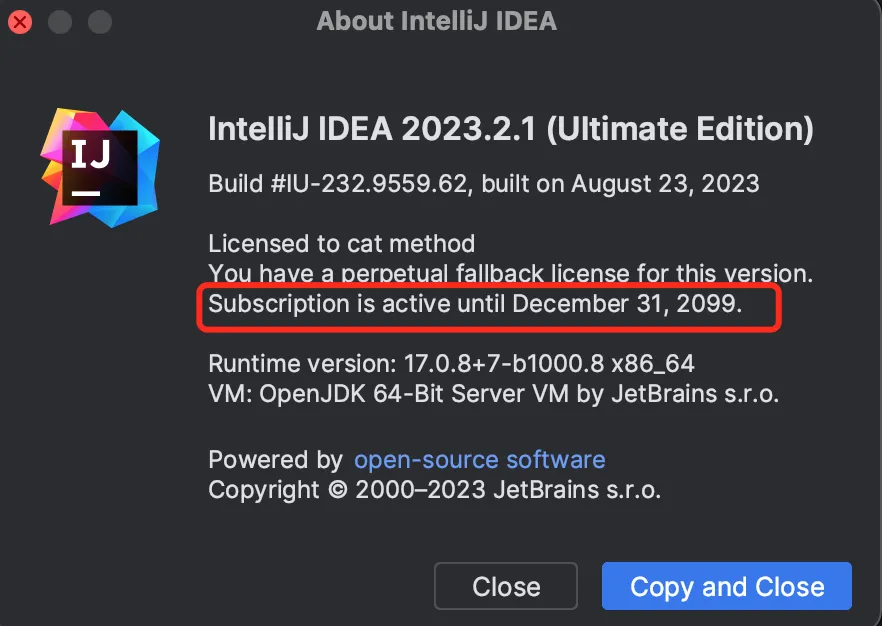 About IntelliJ IDEA
IJ
IntelliJ IDEA 2023.2.1 (Ultimate Edition)
Build #IU-232.9559.62, built on August 23, 2023
Licensed to cat method
You have a perpetual fallback license for this version.
Subscription is active until December 31, 2099.
Runtime version: 17.0.8+7-b1000.8 x86_64
VM: OpenJDK 64-Bit Server VM by JetBrains s.r.o.
Powered by open-source software
Copyright © 2000–2023 JetBrains s.r.o.
Close
Copy and Close